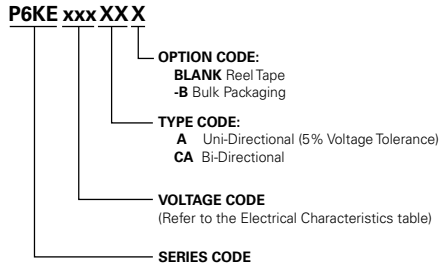 P6KE xxx XX X
OPTION CODE:
BLANK Reel Tape
-B Bulk Packaging
TYPE CODE:
A Uni-Directional (5% Voltage Tolerance)
CA Bi-Directional
VOLTAGE CODE
(Refer to the Electrical Characteristics table)
SERIES CODE